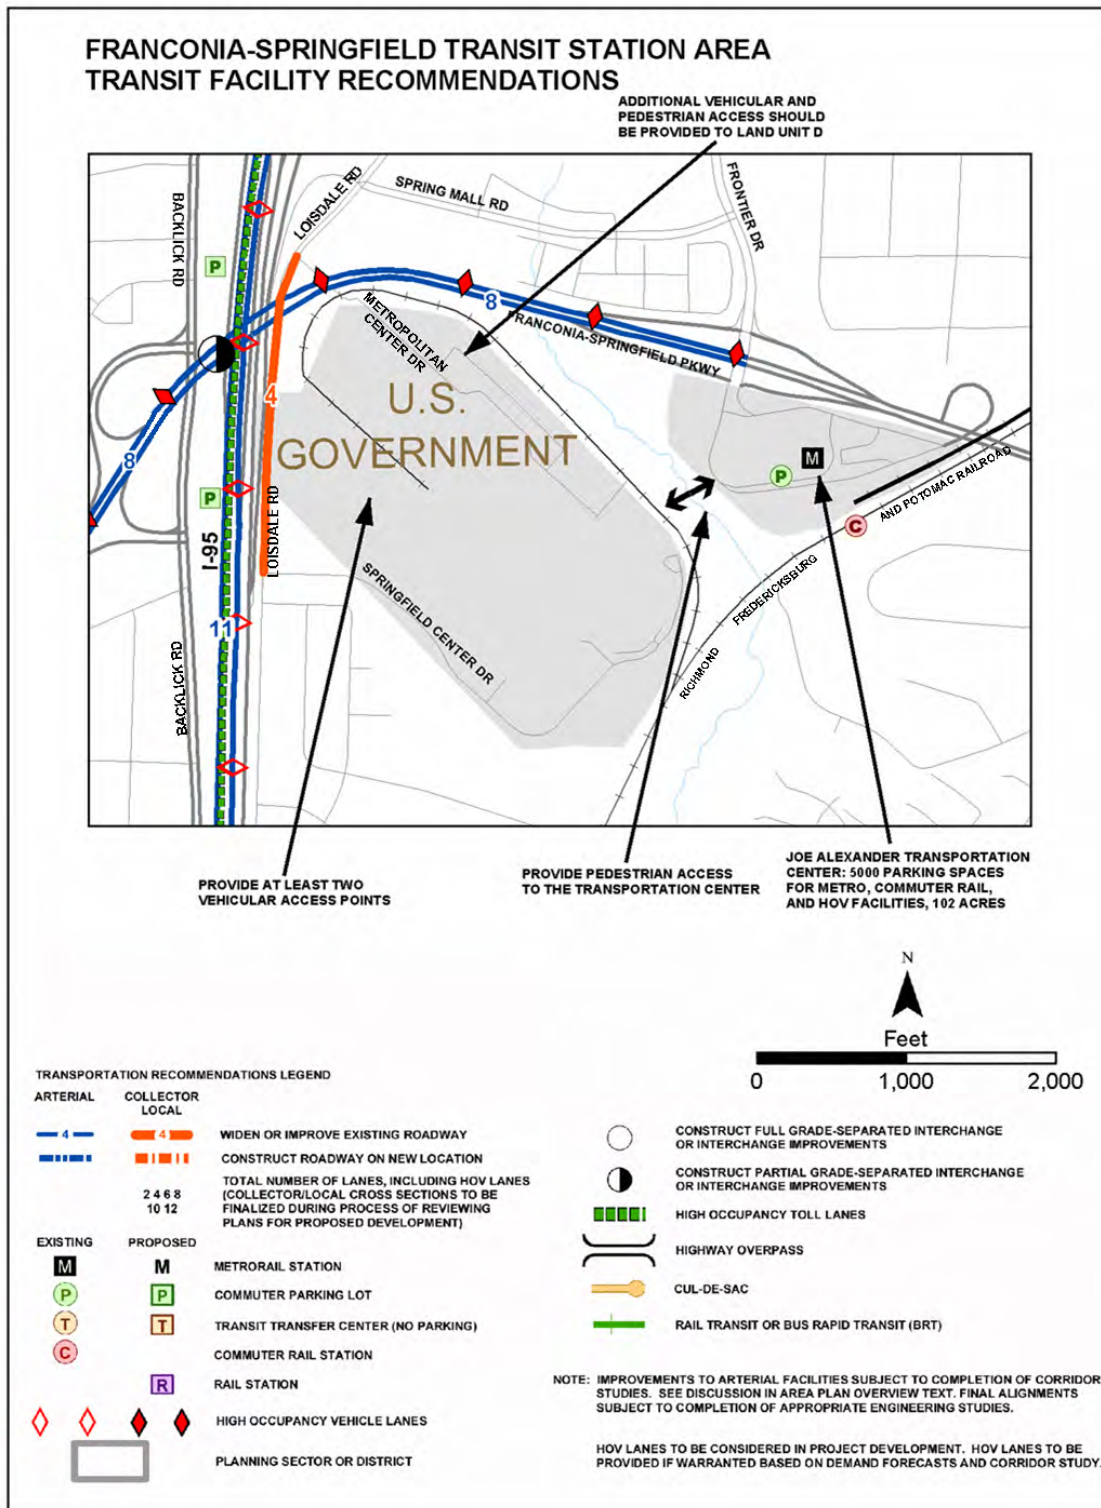 FRANCONIA-SPRINGFIELD TRANSIT STATION AREA
TRANSIT FACILITY RECOMMENDATIONS
ADDITIONAL VEHICULAR AND
PEDESTRIAN ACCESS SHOULD
BE PROVIDED TO LAND UNIT D
BACKLICK RD
LOISDALE RD
SPRING MALL RD
FRONTIER DR
P
8
METROPOLITAN
CENTER DR
FRANCONIA-SPRINGFIELD PKWY
4
U.S.
GOVERNMENT
8
P
M
P
C
AND POTOMAC RAILROAD
I-95
LOISDALE RD
SPRINGFIELD CENTER DR
FREDERICKSBURG
RICHMOND
11
BACKLICK RD
PROVIDE AT LEAST TWO
VEHICULAR ACCESS POINTS
PROVIDE PEDESTRIAN ACCESS
TO THE TRANSPORTATION CENTER
JOE ALEXANDER TRANSPORTATION
CENTER: 5000 PARKING SPACES
FOR METRO, COMMUTER RAIL,
AND HOV FACILITIES, 102 ACRES
N
Feet
0 1,000 2,000
TRANSPORTATION RECOMMENDATIONS LEGEND
ARTERIAL
COLLECTOR
LOCAL
4 4 WIDEN OR IMPROVE EXISTING ROADWAY
CONSTRUCT ROADWAY ON NEW LOCATION
2 4 6 8
10 12
TOTAL NUMBER OF LANES, INCLUDING HOV LANES
(COLLECTOR/LOCAL CROSS SECTIONS TO BE
FINALIZED DURING PROCESS OF REVIEWING
PLANS FOR PROPOSED DEVELOPMENT)
EXISTING PROPOSED
M M METRORAIL STATION
P P COMMUTER PARKING LOT
T T TRANSIT TRANSFER CENTER (NO PARKING)
C COMMUTER RAIL STATION
R RAIL STATION
HIGH OCCUPANCY VEHICLE LANES
PLANNING SECTOR OR DISTRICT
CONSTRUCT FULL GRADE-SEPARATED INTERCHANGE
OR INTERCHANGE IMPROVEMENTS
CONSTRUCT PARTIAL GRADE-SEPARATED INTERCHANGE
OR INTERCHANGE IMPROVEMENTS
HIGH OCCUPANCY TOLL LANES
HIGHWAY OVERPASS
CUL-DE-SAC
RAIL TRANSIT OR BUS RAPID TRANSIT (BRT)
NOTE: IMPROVEMENTS TO ARTERIAL FACILITIES SUBJECT TO COMPLETION OF CORRIDOR
STUDIES. SEE DISCUSSION IN AREA PLAN OVERVIEW TEXT. FINAL ALIGNMENTS
SUBJECT TO COMPLETION OF APPROPRIATE ENGINEERING STUDIES.
HOV LANES TO BE CONSIDERED IN PROJECT DEVELOPMENT. HOV LANES TO BE
PROVIDED IF WARRANTED BASED ON DEMAND FORECASTS AND CORRIDOR STUDY.